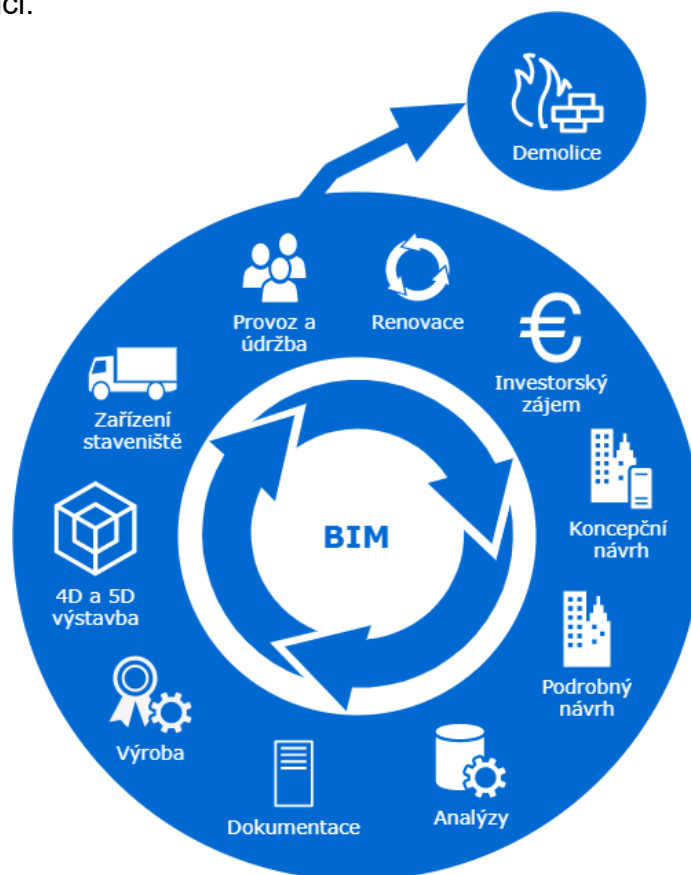 Demolice
Provoz a
údržba
Renovace
€
Investorský
zájem
Zařízení
staveniště
Koncepční
návrh
BIM
4D a 5D
výstavba
Podrobný
návrh
Výroba
Analýzy
Dokumentace